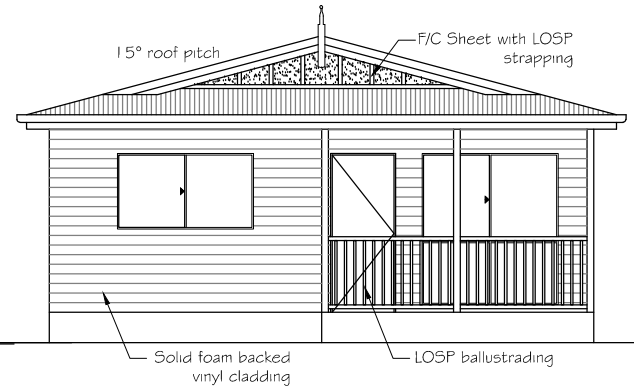 15° roof pitch
F/C Sheet with LOSP
strapping
Solid foam backed
vinyl cladding
LOSP ballustrading